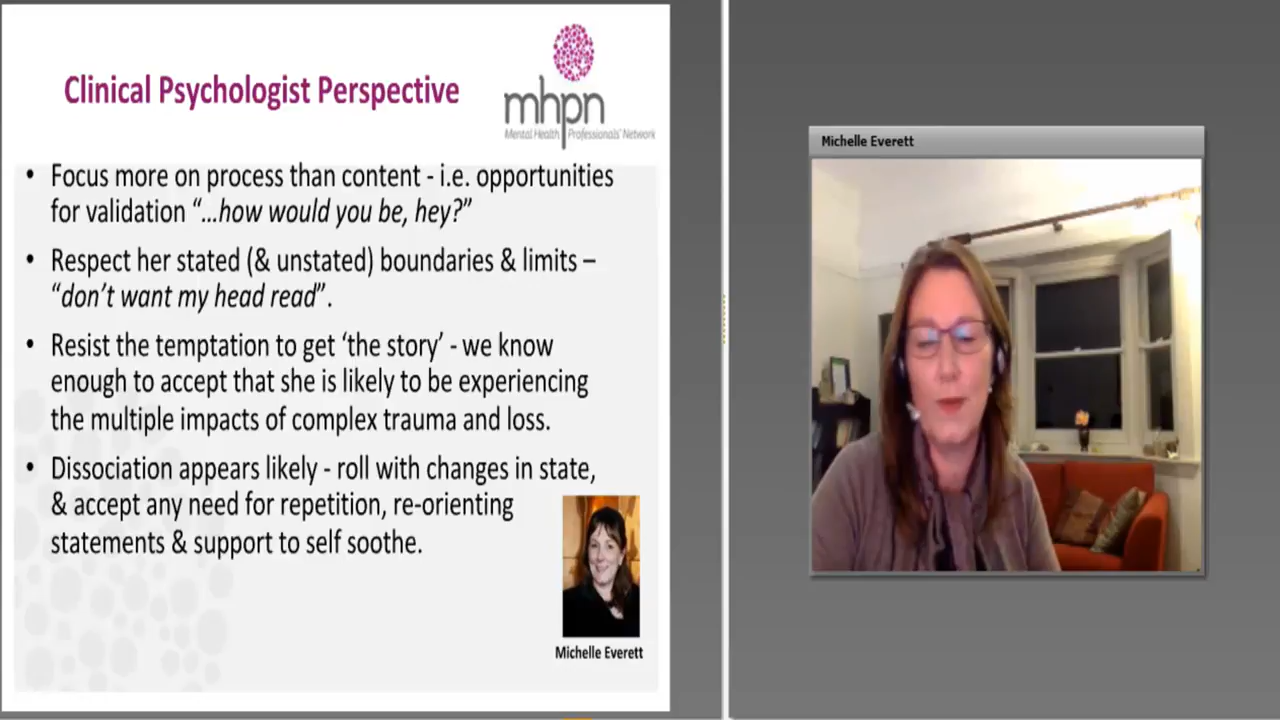 Clinical Psychologist Perspective
mhpn
Mental Health Professionals' Network
• Focus more on process than content - i.e. opportunities
for validation “…how would you be, hey?”
• Respect her stated (& unstated) boundaries & limits –
“don’t want my head read”.
• Resist the temptation to get ‘the story’ - we know
enough to accept that she is likely to be experiencing
the multiple impacts of complex trauma and loss.
• Dissociation appears likely - roll with changes in state,
& accept any need for repetition, re-orienting
statements & support to self soothe.
Michelle Everett
Michelle Everett